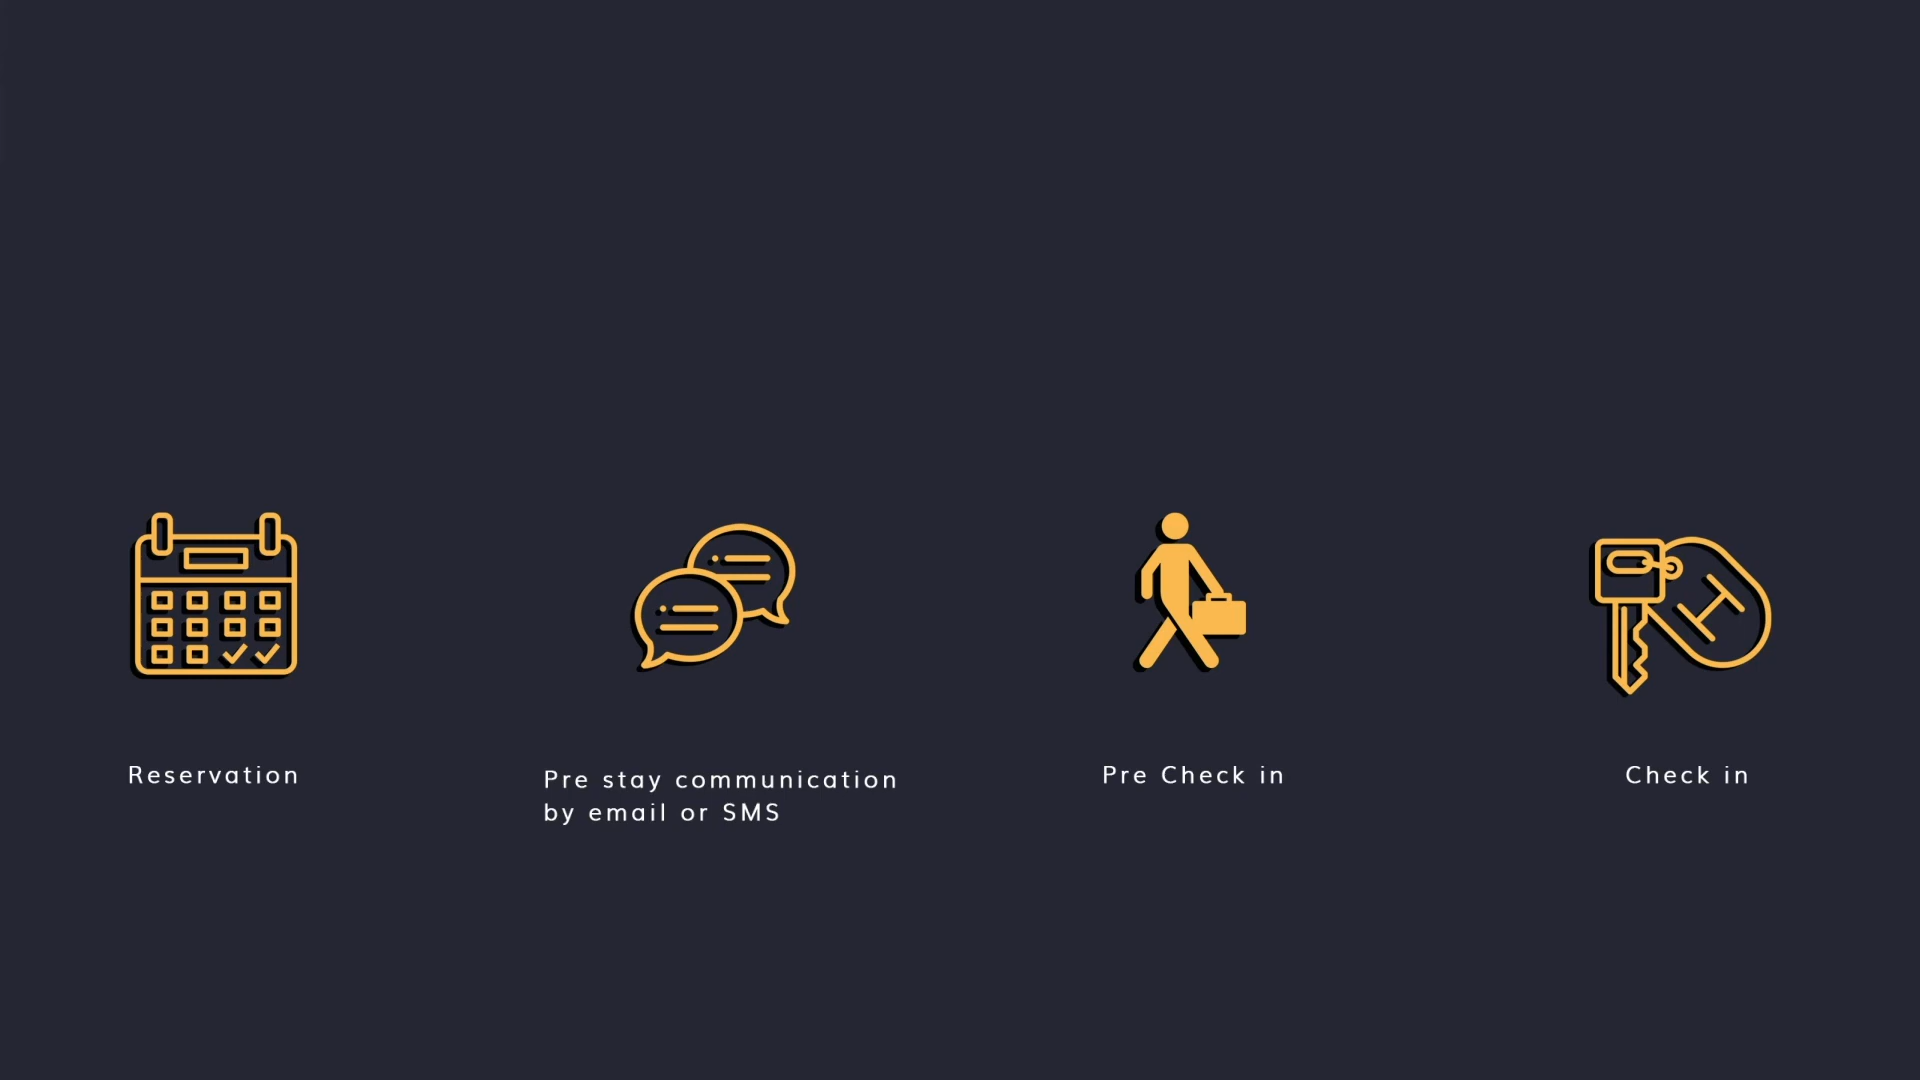 Reservation
Pre stay communication
by email or SMS
Pre Check in
Check in
H